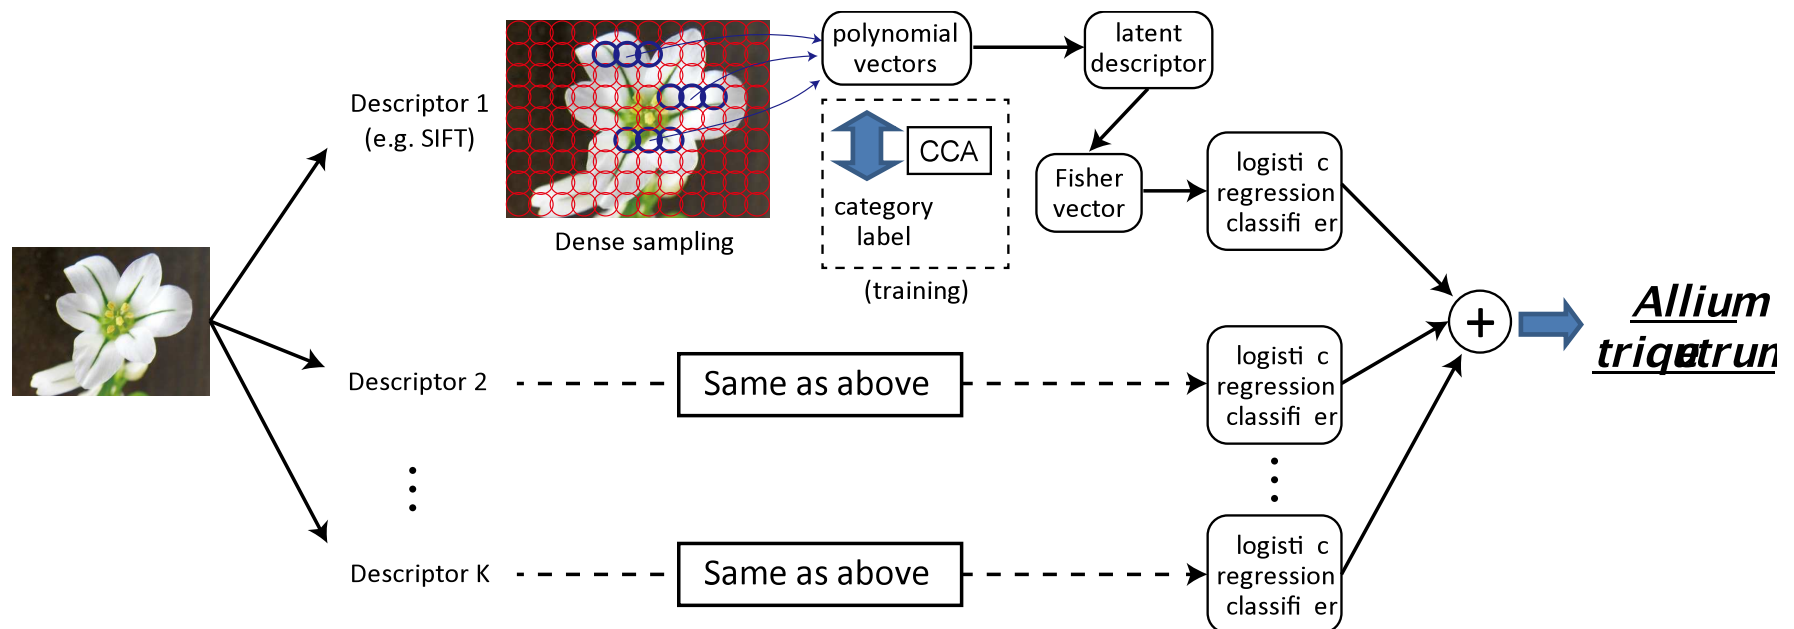 Descriptor 1
(e.g. SIFT)
Dense sampling
polynomial
vectors
latent
descriptor
CCA
category
label
(training)
Fisher
vector
logisti c
regression
classifi er
Descriptor 2
Same as above
logisti c
regression
classifi er
Descriptor K
Same as above
logisti c
regression
classifi er
+
Allium
triquetrum